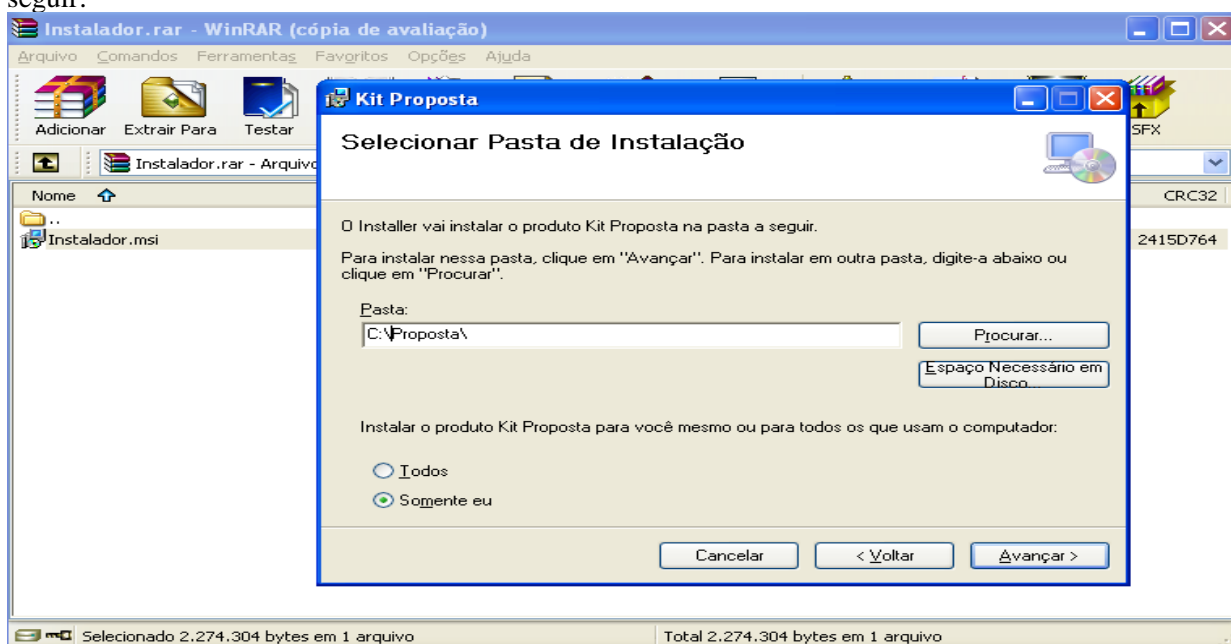 seguir:
Instalador.rar - WinRAR (cópia de avaliação)
Arquivo Comandos Ferramentas Favoritos Opções Ajuda
Adicionar Extrair Para Testar SFX
Instalador.rar - Arquivo
Nome CRC32
..
Instalador.msi 2415D764
Kit Proposta
Selecionar Pasta de Instalação
O Installer vai instalar o produto Kit Proposta na pasta a seguir.
Para instalar nessa pasta, clique em "Avançar". Para instalar em outra pasta, digite-a abaixo ou
clique em "Procurar".
Pasta:
C:\Proposta\
Procurar...
Espaço Necessário em
Disco...
Instalar o produto Kit Proposta para você mesmo ou para todos os que usam o computador:
Todos
Somente eu
Cancelar < Voltar Avançar >
Selecionado 2.274.304 bytes em 1 arquivo Total 2.274.304 bytes em 1 arquivo